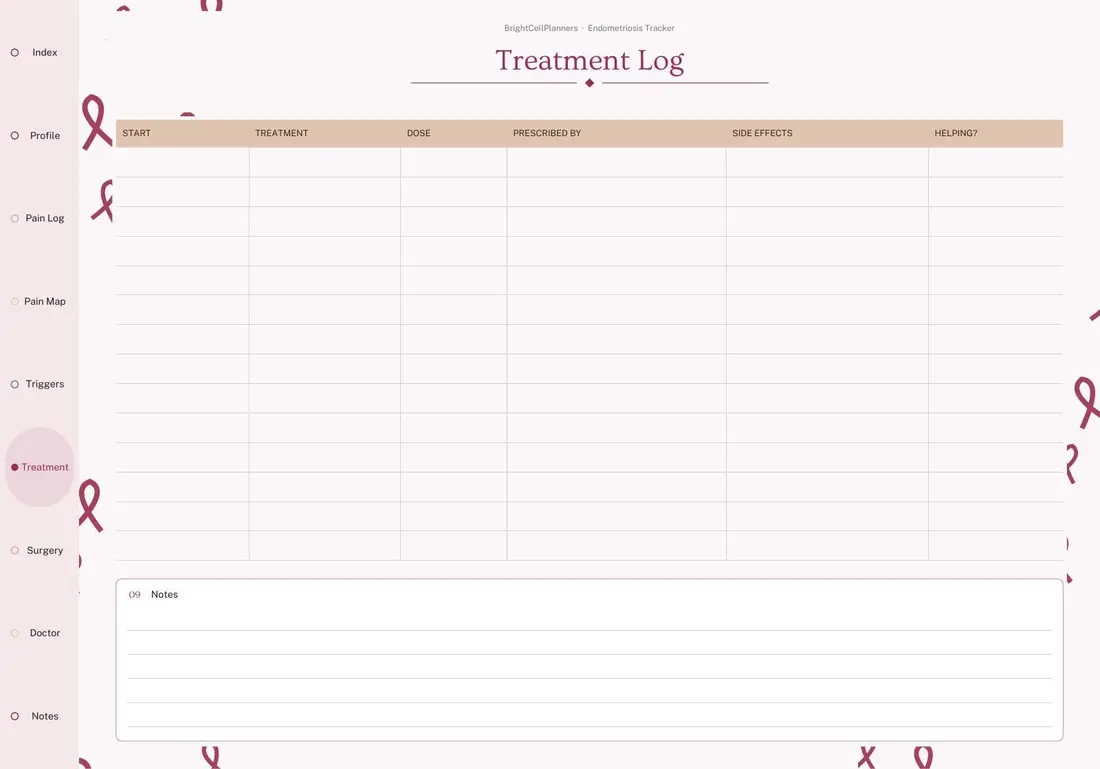 BrightCellPlanners · Endometriosis Tracker
Treatment Log
Index
Profile
Pain Log
Pain Map
Triggers
Treatment
Surgery
Doctor
Notes
START TREATMENT DOSE PRESCRIBED BY SIDE EFFECTS HELPING?
09 Notes